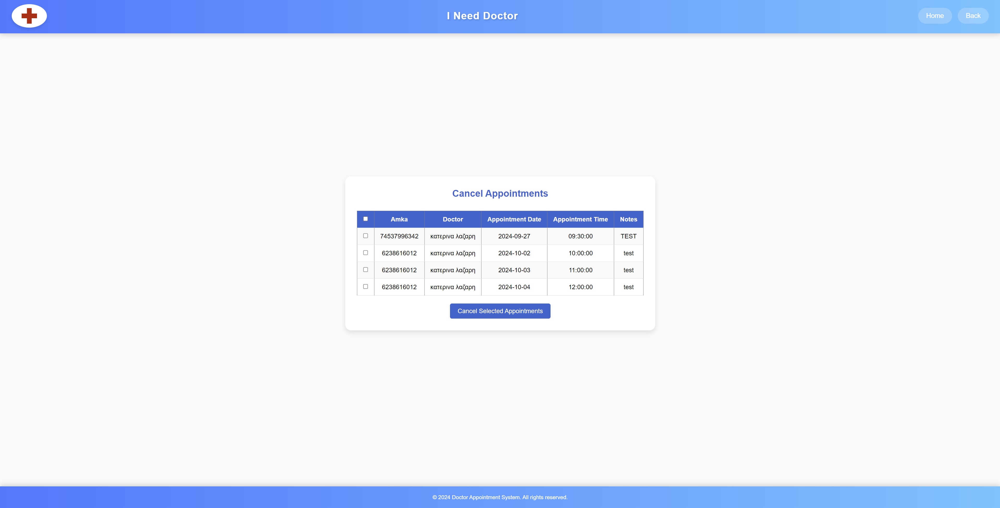 I Need Doctor
Home Back
Cancel Appointments
Amka Doctor Appointment Date Appointment Time Notes
74537996342 κατερινα λαζαρη 2024-09-27 09:30:00 TEST
6238616012 κατερινα λαζαρη 2024-10-02 10:00:00 test
6238616012 κατερινα λαζαρη 2024-10-03 11:00:00 test
6238616012 κατερινα λαζαρη 2024-10-04 12:00:00 test
Cancel Selected Appointments
© 2024 Doctor Appointment System. All rights reserved.